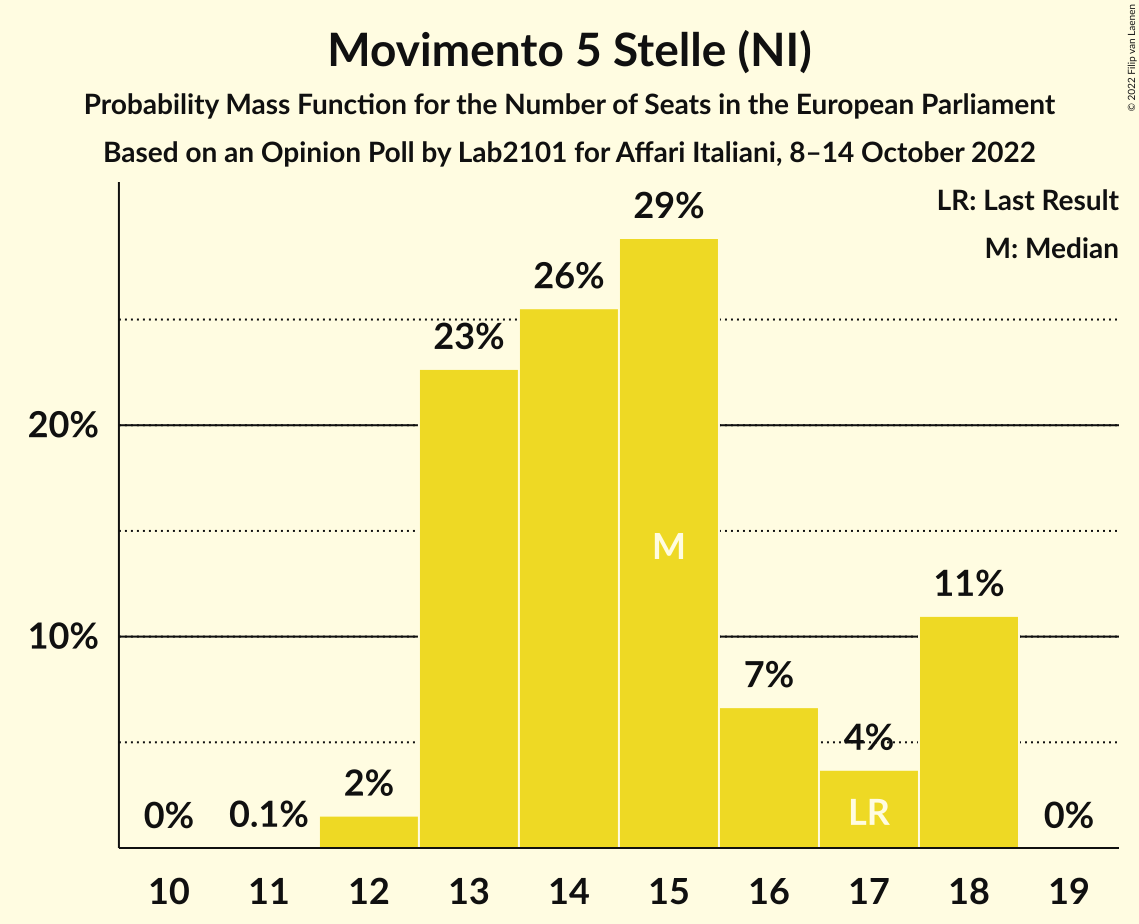 Movimento 5 Stelle (NI)
Probability Mass Function for the Number of Seats in the European Parliament
Based on an Opinion Poll by Lab2101 for Affari Italiani, 8–14 October 2022
© 2022 Filip van Laenen
LR: Last Result
M: Median
29%
26%
23%
20%
M
11%
10%
7%
4%
2%
0%
0.1%
LR
0%
10 11 12 13 14 15 16 17 18 19